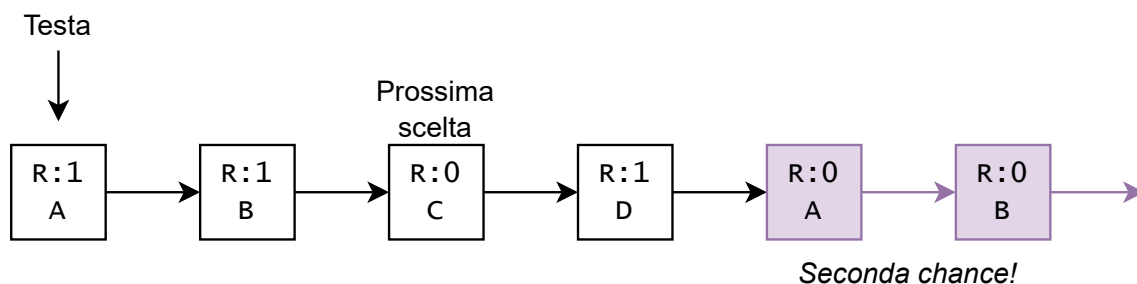 Testa
Prossima
scelta
R:1
A
R:1
B
R:0
C
R:1
D
R:0
A
R:0
B
Seconda chance!